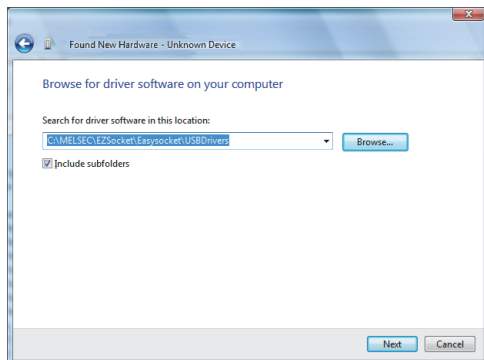 Found New Hardware - Unknown Device
Browse for driver software on your computer
Search for driver software in this location:
C:\MELSEC\EZSocket\Easysocket\USBDrivers
Browse...
Include subfolders
Next Cancel